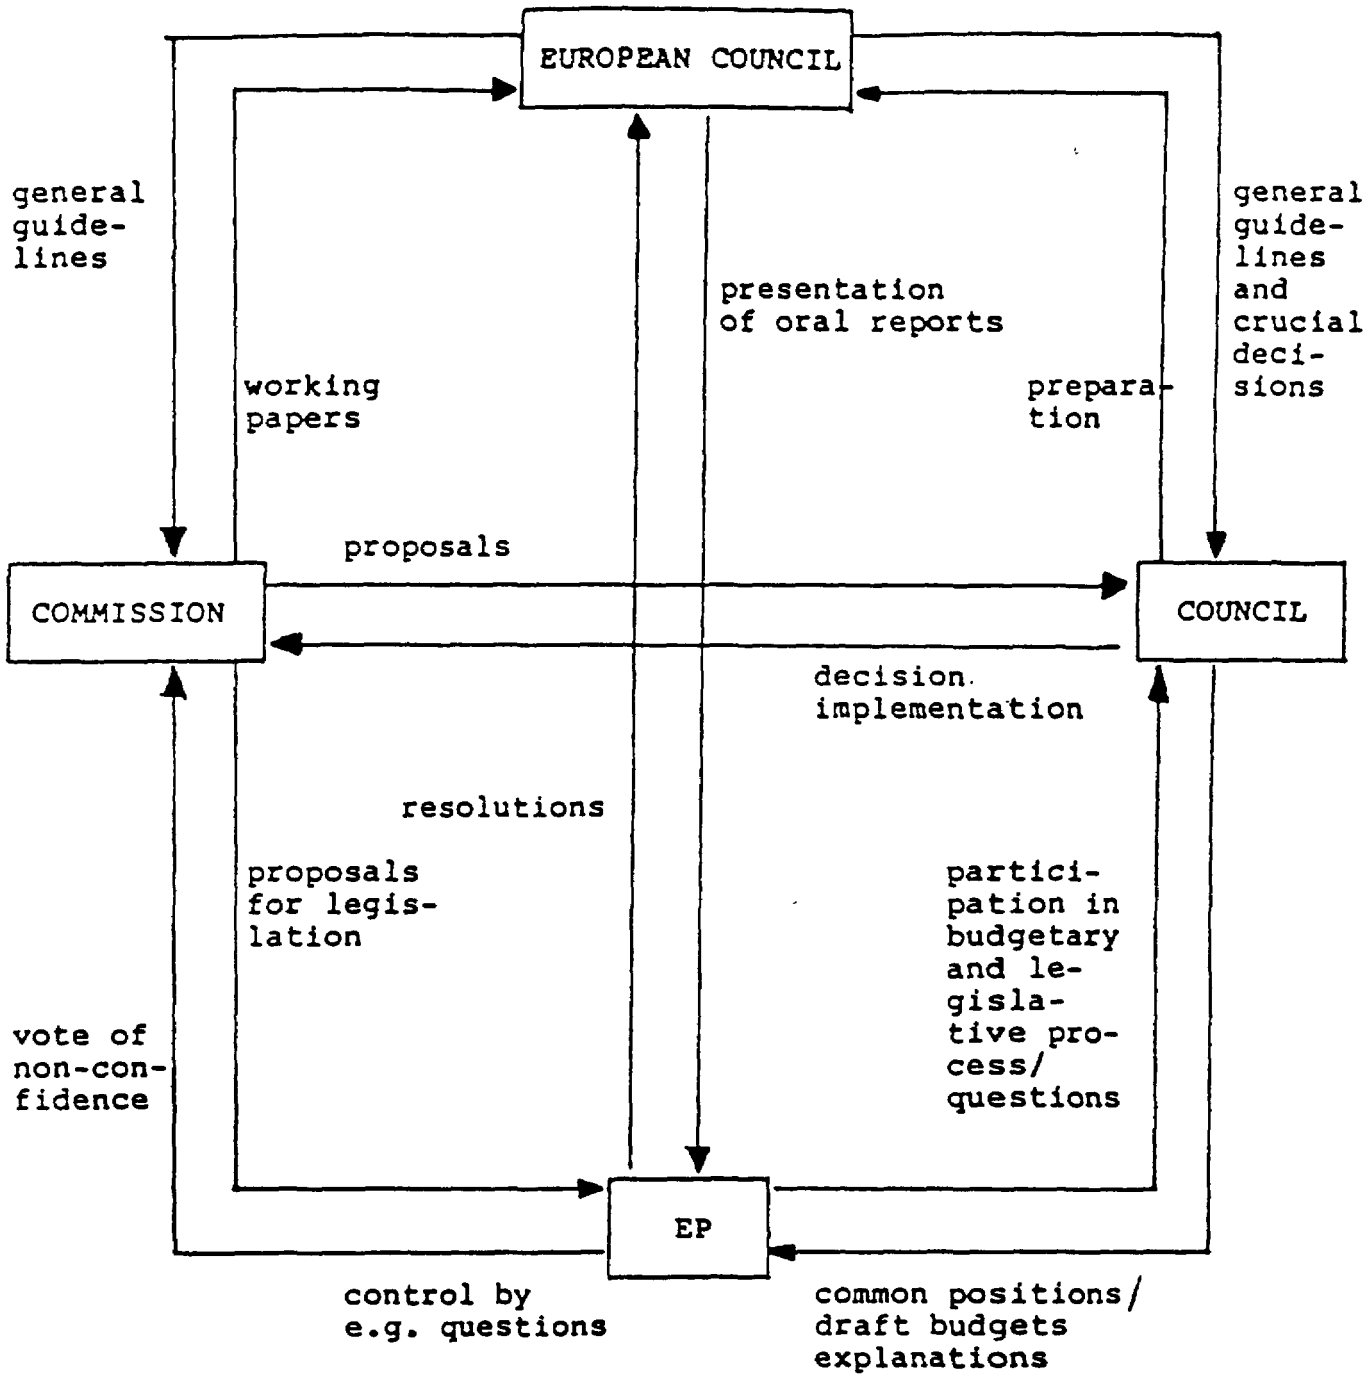 EUROPEAN COUNCIL
general
guide-
lines
general
guide-
lines
and
crucial
deci-
sions
presentation
of oral reports
working
papers
prepara-
tion
proposals
COMMISSION
COUNCIL
decision
implementation
resolutions
proposals
for legis-
lation
partici-
pation in
budgetary
and le-
gisla-
tive pro-
cess/
questions
vote of
non-con-
fidence
EP
control by
e.g. questions
common positions/
draft budgets
explanations